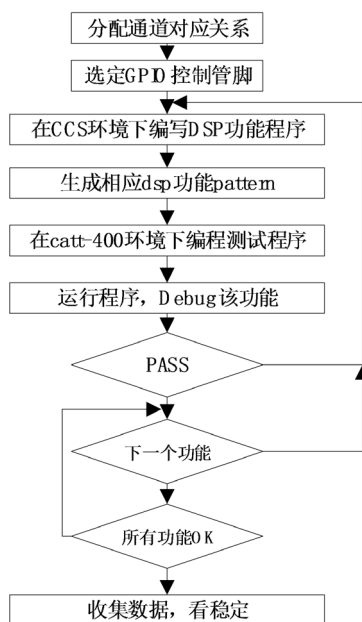 分配通道对应关系
选定GPIO控制管脚
在CCS环境下编写DSP功能程序
生成相应dsp功能pattern
在catt-400环境下编程测试程序
运行程序，Debug该功能
PASS
下一个功能
所有功能OK
收集数据，看稳定